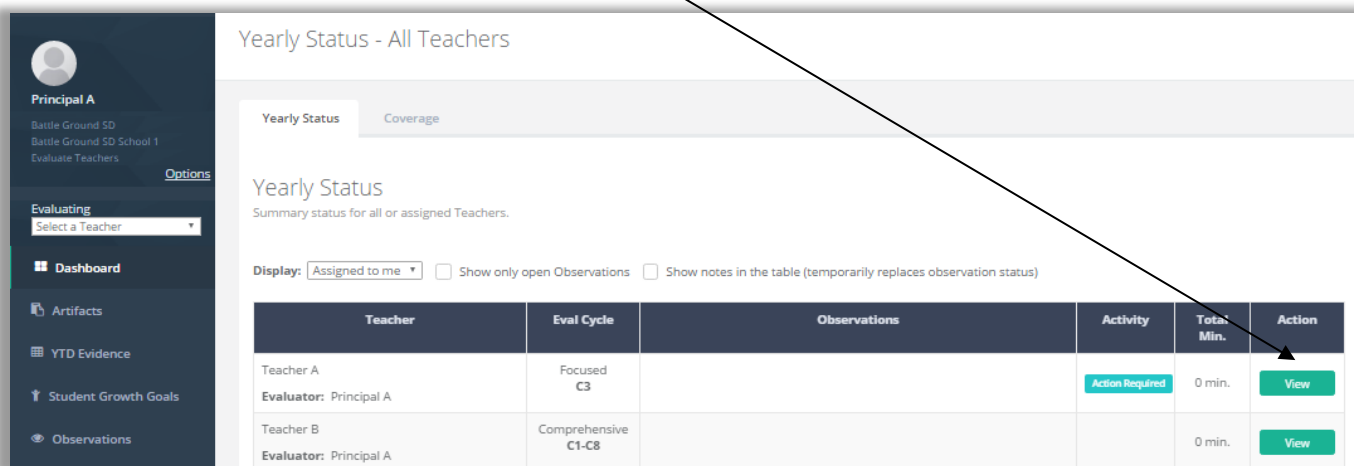 Yearly Status - All Teachers
Principal A
Battle Ground SD
Battle Ground SD School 1
Evaluate Teachers
Options
Evaluating
Select a Teacher
Dashboard
Artifacts
YTD Evidence
Student Growth Goals
Observations
Yearly Status Coverage
Yearly Status
Summary status for all or assigned Teachers.
Display: Assigned to me Show only open Observations Show notes in the table (temporarily replaces observation status)
Teacher Eval Cycle Observations Activity Total Min. Action
Teacher A
Evaluator: Principal A
Focused
C3
Action Required
0 min.
View
Teacher B
Evaluator: Principal A
Comprehensive
C1-C8
0 min.
View